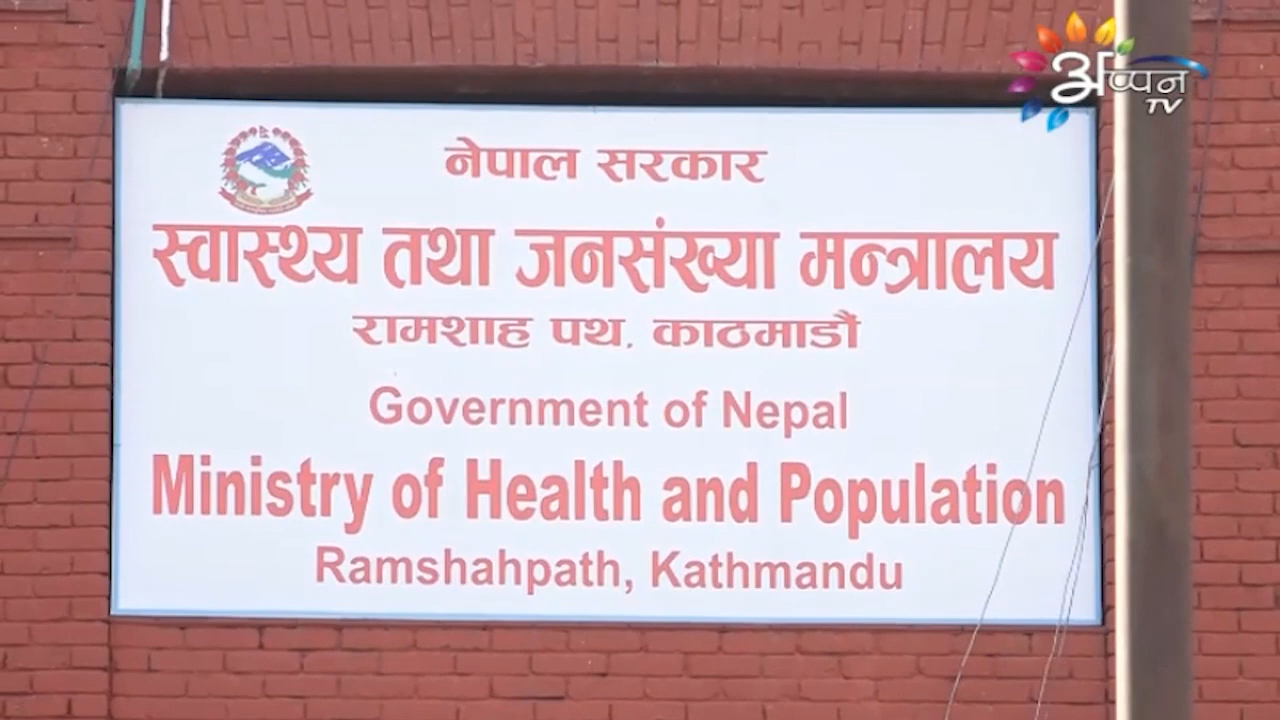 अप्पन
TV
नेपाल सरकार
स्वास्थ्य तथा जनसंख्या मन्त्रालय
रामशाह पथ, काठमाडौं
Government of Nepal
Ministry of Health and Population
Ramshahpath, Kathmandu